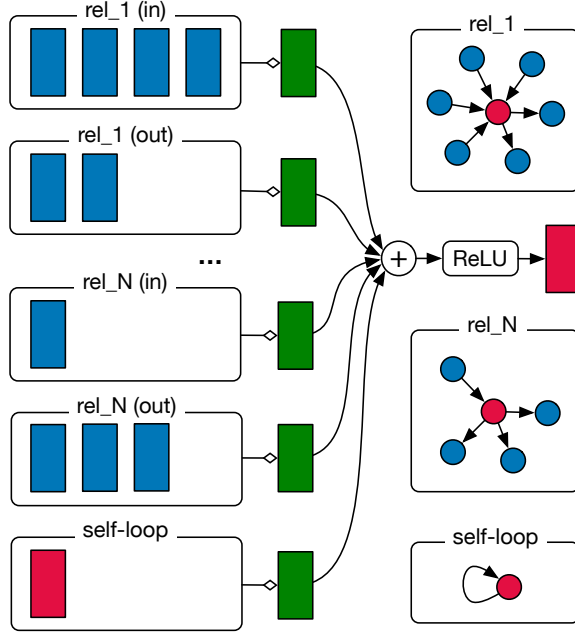 rel_1 (in)
rel_1
rel_1 (out)
...
+
ReLU
rel_N (in)
rel_N
rel_N (out)
self-loop
self-loop